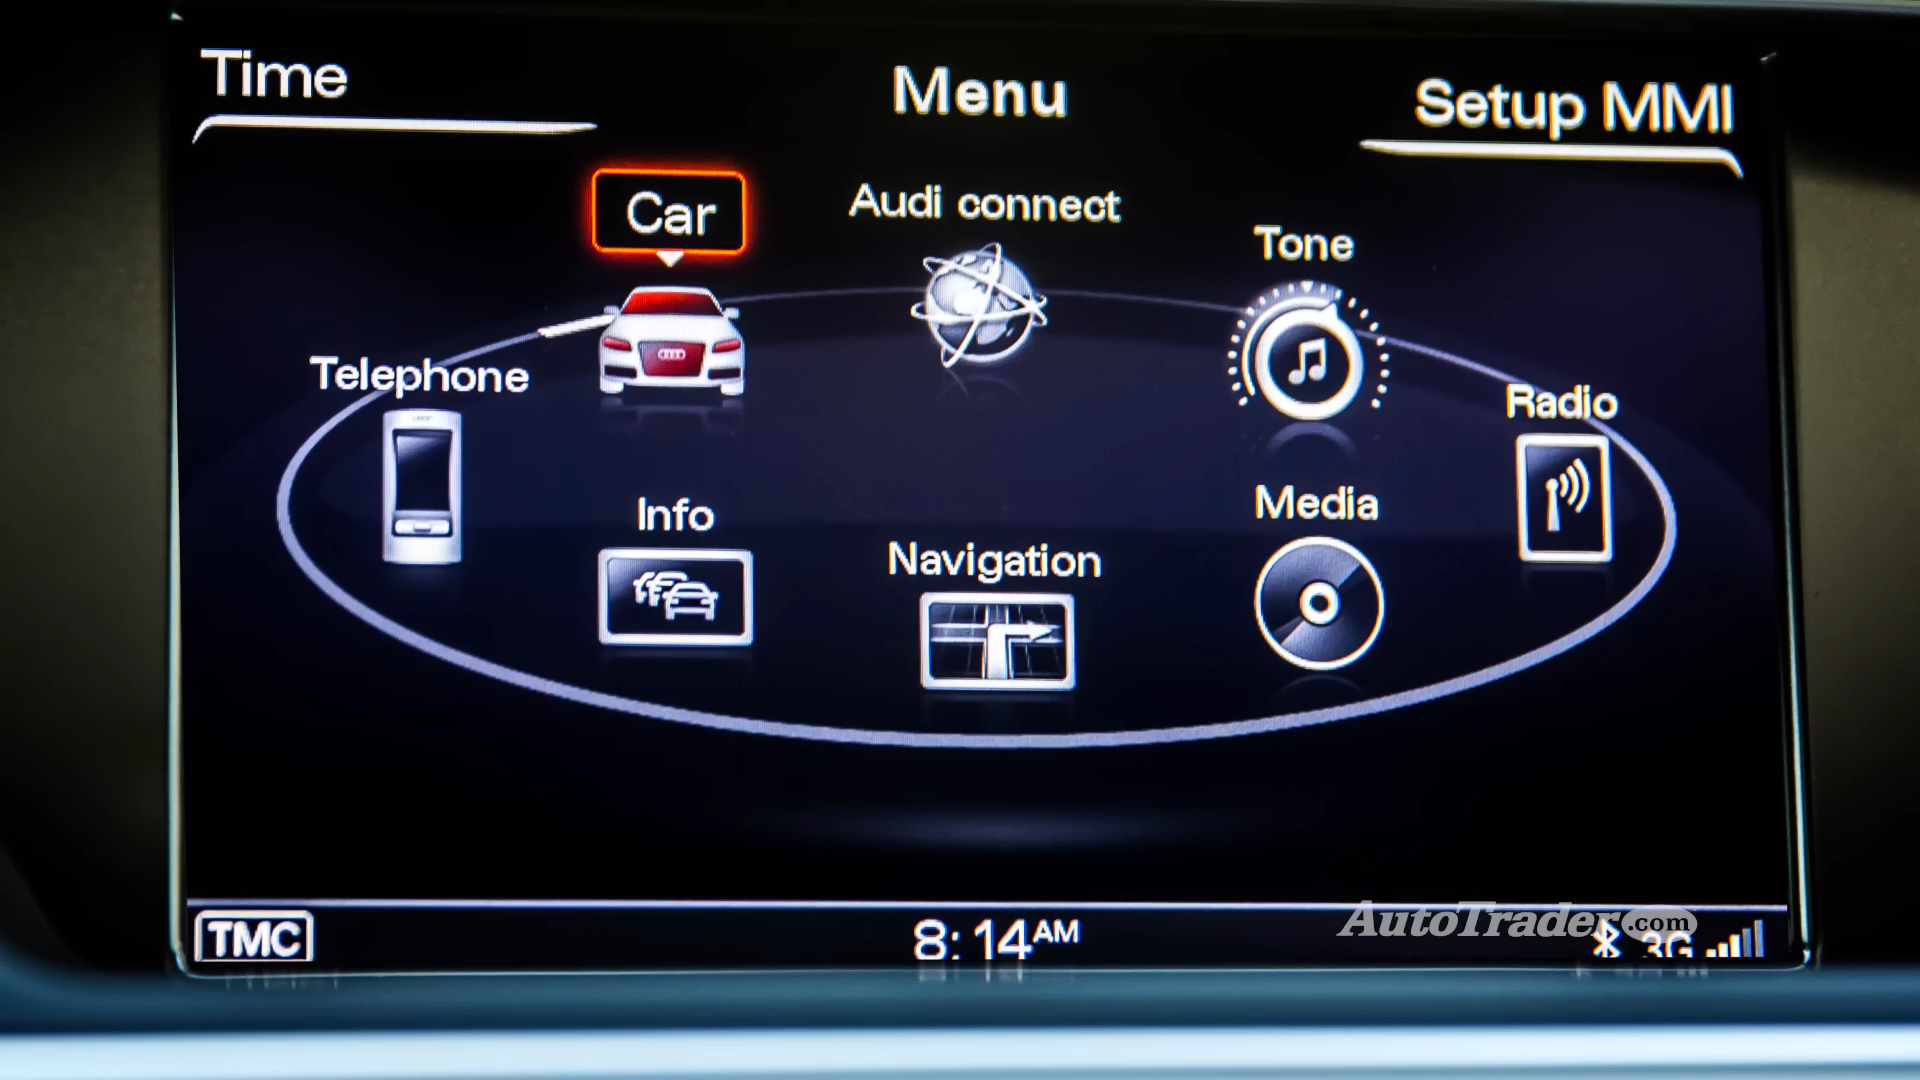 Time
Menu
Setup MMI
Car
Audi connect
Tone
Telephone
Radio
Info
Media
Navigation
TMC
8:14AM
AutoTrader.com
3G